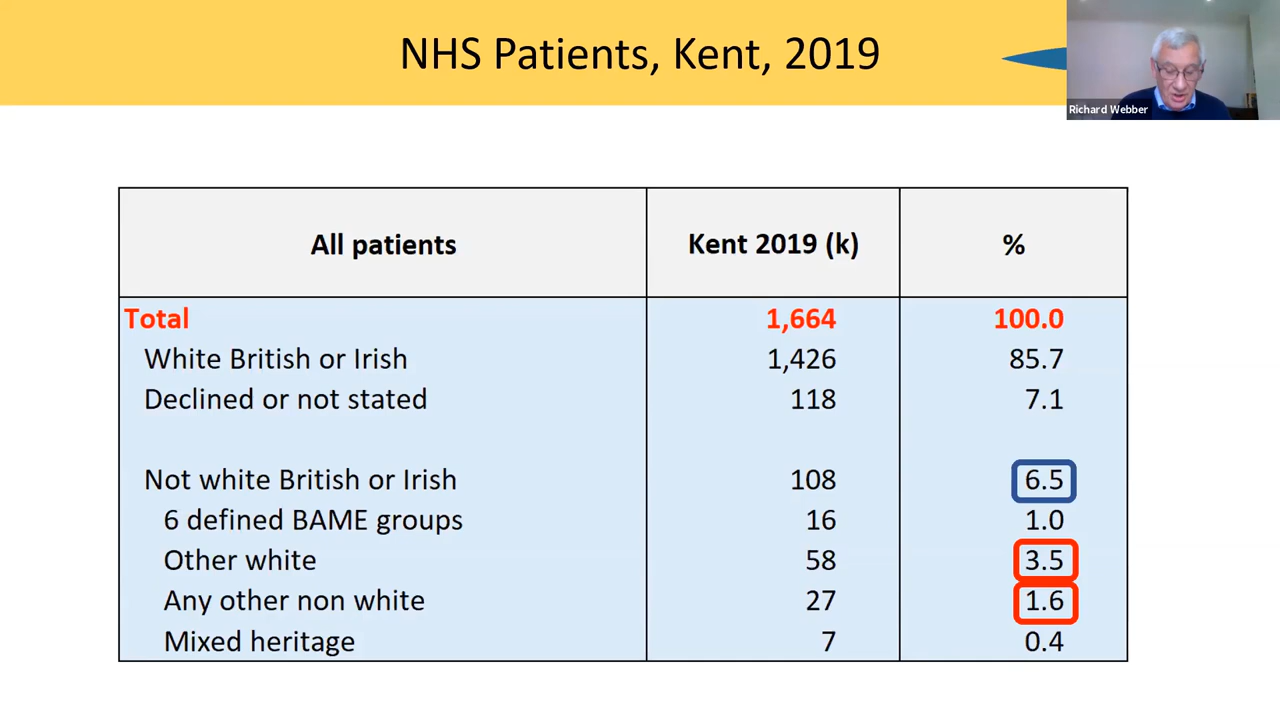 NHS Patients, Kent, 2019
Richard Webber
All patients Kent 2019 (k) %
Total 1,664 100.0
White British or Irish 1,426 85.7
Declined or not stated 118 7.1
Not white British or Irish 108 6.5
6 defined BAME groups 16 1.0
Other white 58 3.5
Any other non white 27 1.6
Mixed heritage 7 0.4